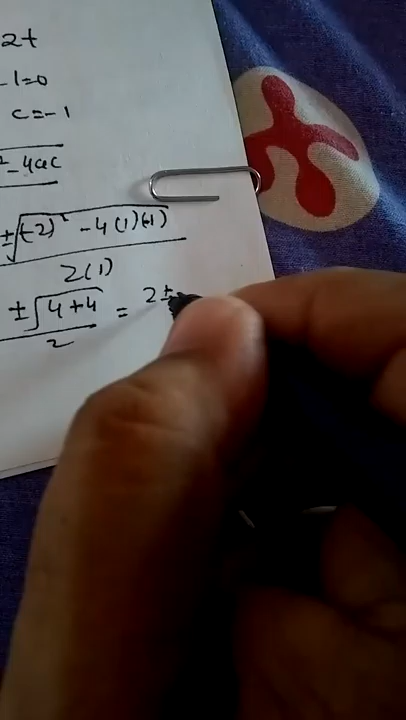 2t
-1=0
c=-1
² - 4ac
± √(-2)² - 4(1)(-1)
2(1)
± √4+4 = 2±
2